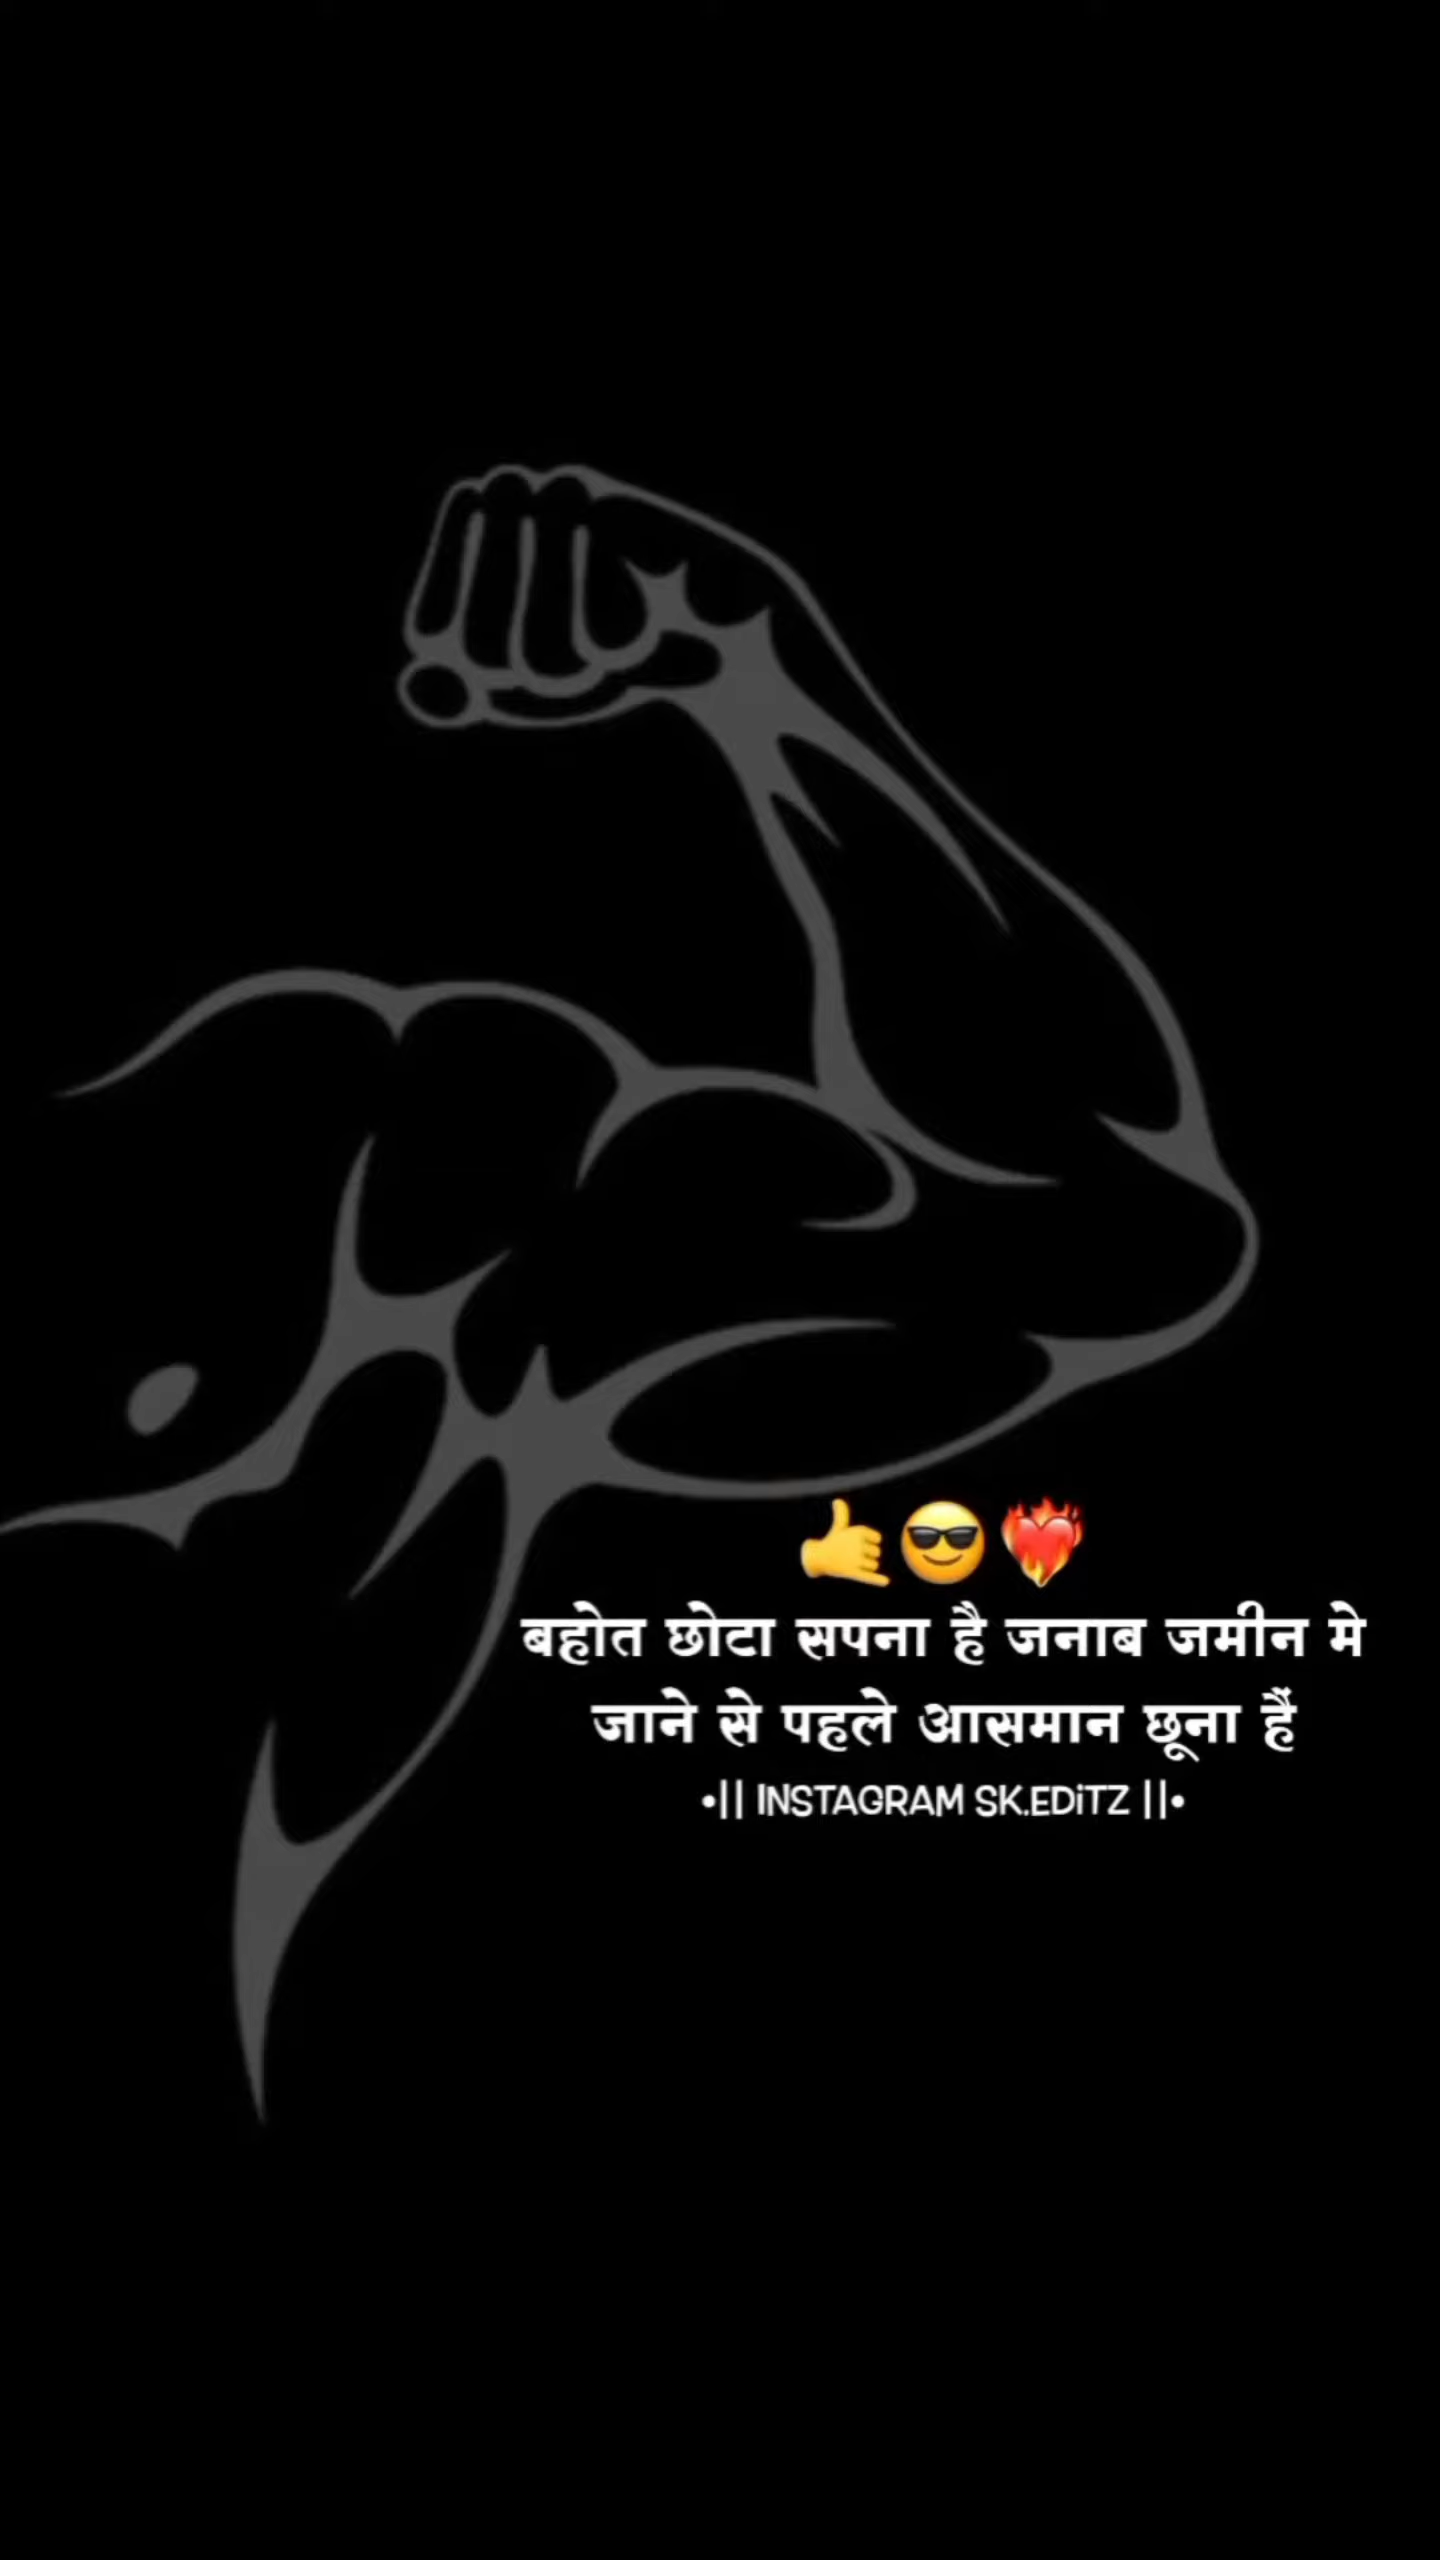 🤙😎❤️‍🔥
बहोत छोटा सपना है जनाब जमीन मे
जाने से पहले आसमान छूना हैं
•|| INSTAGRAM SK.EDiTZ ||•